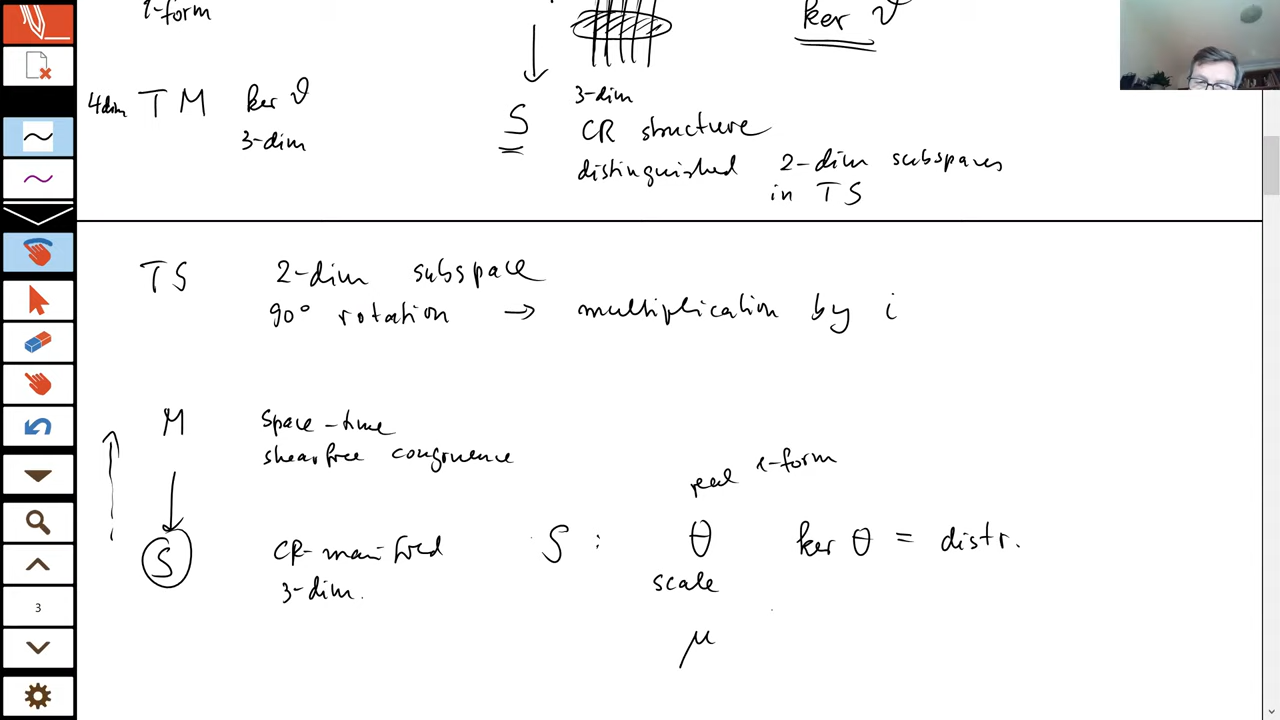 1-form
ker ϑ
4dim TM ker ϑ
3-dim
S
3-dim
CR structure
distinguished 2-dim subspaces
in TS
TS 2-dim subspace
90° rotation → multiplication by i
M space-time
shearfree congruence
S CR-manifold
3-dim.
real 1-form
S : θ ker θ = distr.
scale
μ
3